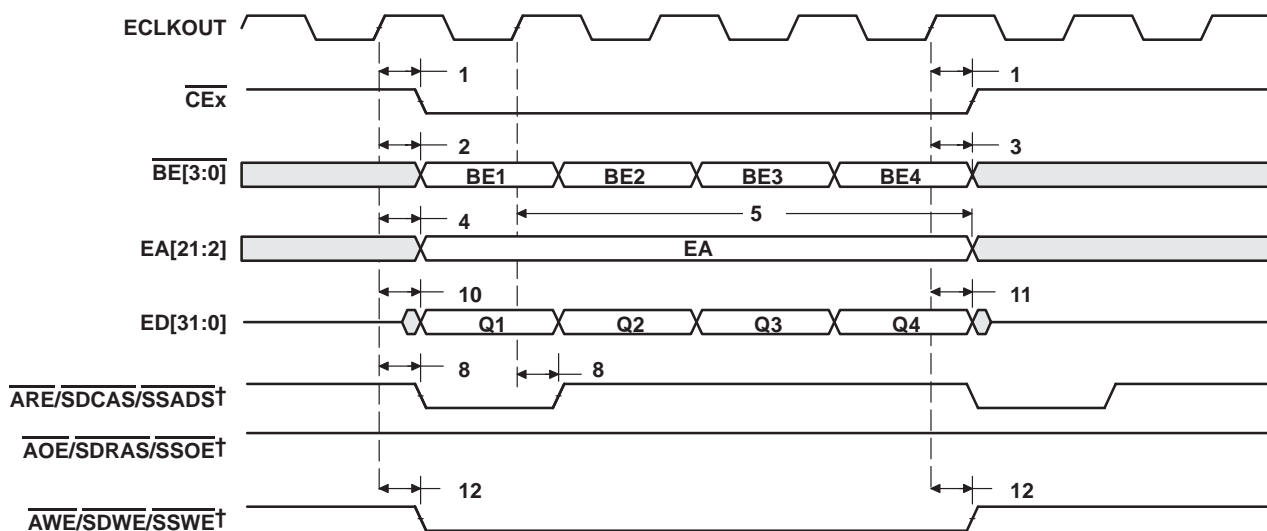 ECLKOUT
1 1
CEx
2 3
BE[3:0] BE1 BE2 BE3 BE4
4 5
EA[21:2] EA
10 11
ED[31:0] Q1 Q2 Q3 Q4
8 8
ARE/SDCAS/SSADS†
AOE/SDRAS/SSOE†
12 12
AWE/SDWE/SSWE†